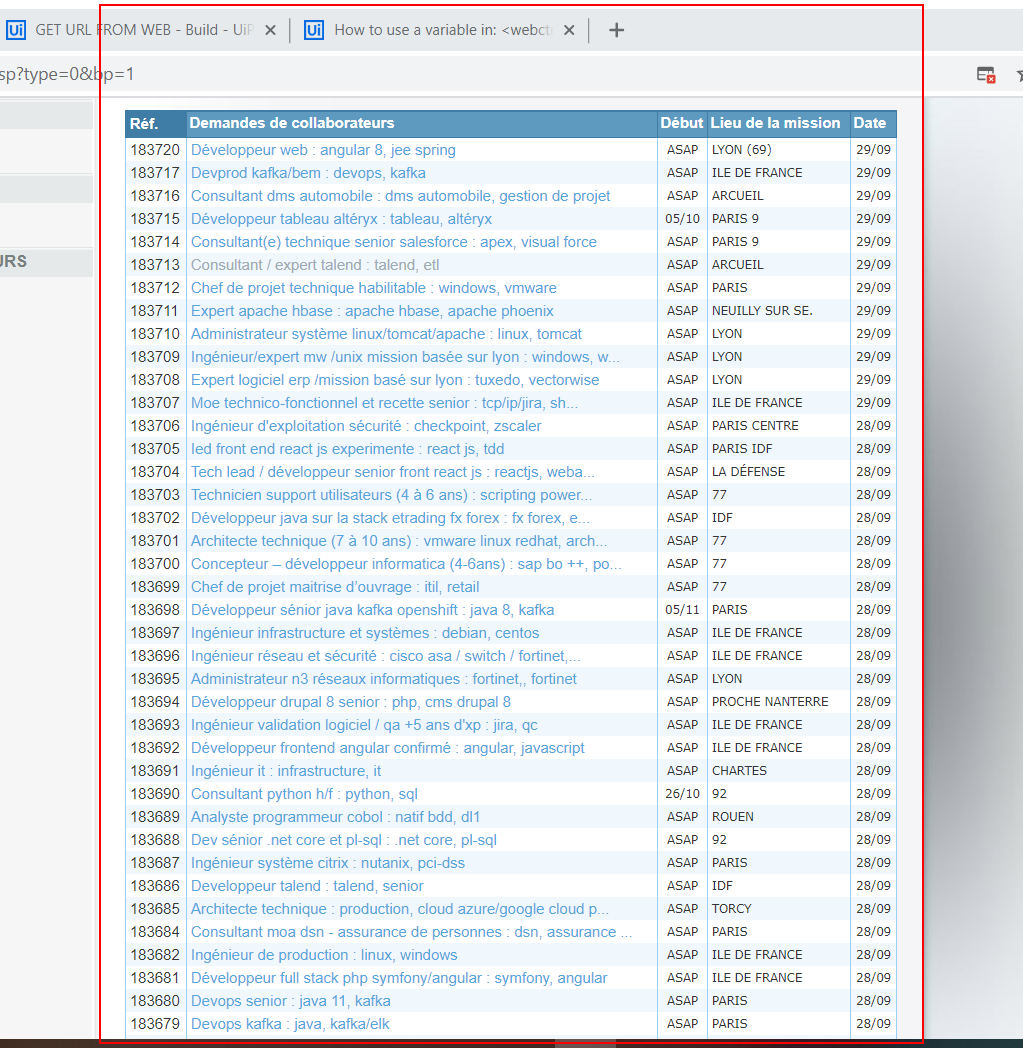 GET URL FROM WEB - Build - UiP
How to use a variable in: <webct
sp?type=0&bp=1
URS
Réf. Demandes de collaborateurs Début Lieu de la mission Date
183720 Développeur web : angular 8, jee spring ASAP LYON (69) 29/09
183717 Devprod kafka/bem : devops, kafka ASAP ILE DE FRANCE 29/09
183716 Consultant dms automobile : dms automobile, gestion de projet ASAP ARCUEIL 29/09
183715 Développeur tableau altéryx : tableau, altéryx 05/10 PARIS 9 29/09
183714 Consultant(e) technique senior salesforce : apex, visual force ASAP PARIS 9 29/09
183713 Consultant / expert talend : talend, etl ASAP ARCUEIL 29/09
183712 Chef de projet technique habilitable : windows, vmware ASAP PARIS 29/09
183711 Expert apache hbase : apache hbase, apache phoenix ASAP NEUILLY SUR SE. 29/09
183710 Administrateur système linux/tomcat/apache : linux, tomcat ASAP LYON 29/09
183709 Ingénieur/expert mw /unix mission basée sur lyon : windows, w... ASAP LYON 29/09
183708 Expert logiciel erp /mission basé sur lyon : tuxedo, vectorwise ASAP LYON 29/09
183707 Moe technico-fonctionnel et recette senior : tcp/ip/jira, sh... ASAP ILE DE FRANCE 29/09
183706 Ingénieur d'exploitation sécurité : checkpoint, zscaler ASAP PARIS CENTRE 28/09
183705 led front end react js experimente : react js, tdd ASAP PARIS IDF 28/09
183704 Tech lead / développeur senior front react js : reactjs, weba... ASAP LA DÉFENSE 28/09
183703 Technicien support utilisateurs (4 à 6 ans) : scripting power... ASAP 77 28/09
183702 Développeur java sur la stack etrading fx forex : fx forex, e... ASAP IDF 28/09
183701 Architecte technique (7 à 10 ans) : vmware linux redhat, arch... ASAP 77 28/09
183700 Concepteur – développeur informatica (4-6ans) : sap bo ++, po... ASAP 77 28/09
183699 Chef de projet maitrise d’ouvrage : itil, retail ASAP 77 28/09
183698 Développeur sénior java kafka openshift : java 8, kafka 05/11 PARIS 28/09
183697 Ingénieur infrastructure et systèmes : debian, centos ASAP ILE DE FRANCE 28/09
183696 Ingénieur réseau et sécurité : cisco asa / switch / fortinet,... ASAP ILE DE FRANCE 28/09
183695 Administrateur n3 réseaux informatiques : fortinet,, fortinet ASAP LYON 28/09
183694 Développeur drupal 8 senior : php, cms drupal 8 ASAP PROCHE NANTERRE 28/09
183693 Ingénieur validation logiciel / qa +5 ans d'xp : jira, qc ASAP ILE DE FRANCE 28/09
183692 Développeur frontend angular confirmé : angular, javascript ASAP ILE DE FRANCE 28/09
183691 Ingénieur it : infrastructure, it ASAP CHARTES 28/09
183690 Consultant python h/f : python, sql 26/10 92 28/09
183689 Analyste programmeur cobol : natif bdd, dl1 ASAP ROUEN 28/09
183688 Dev sénior .net core et pl-sql : .net core, pl-sql ASAP 92 28/09
183687 Ingénieur système citrix : nutanix, pci-dss ASAP PARIS 28/09
183686 Developpeur talend : talend, senior ASAP IDF 28/09
183685 Architecte technique : production, cloud azure/google cloud p... ASAP TORCY 28/09
183684 Consultant moa dsn - assurance de personnes : dsn, assurance ... ASAP PARIS 28/09
183682 Ingénieur de production : linux, windows ASAP ILE DE FRANCE 28/09
183681 Développeur full stack php symfony/angular : symfony, angular ASAP ILE DE FRANCE 28/09
183680 Devops senior : java 11, kafka ASAP PARIS 28/09
183679 Devops kafka : java, kafka/elk ASAP PARIS 28/09